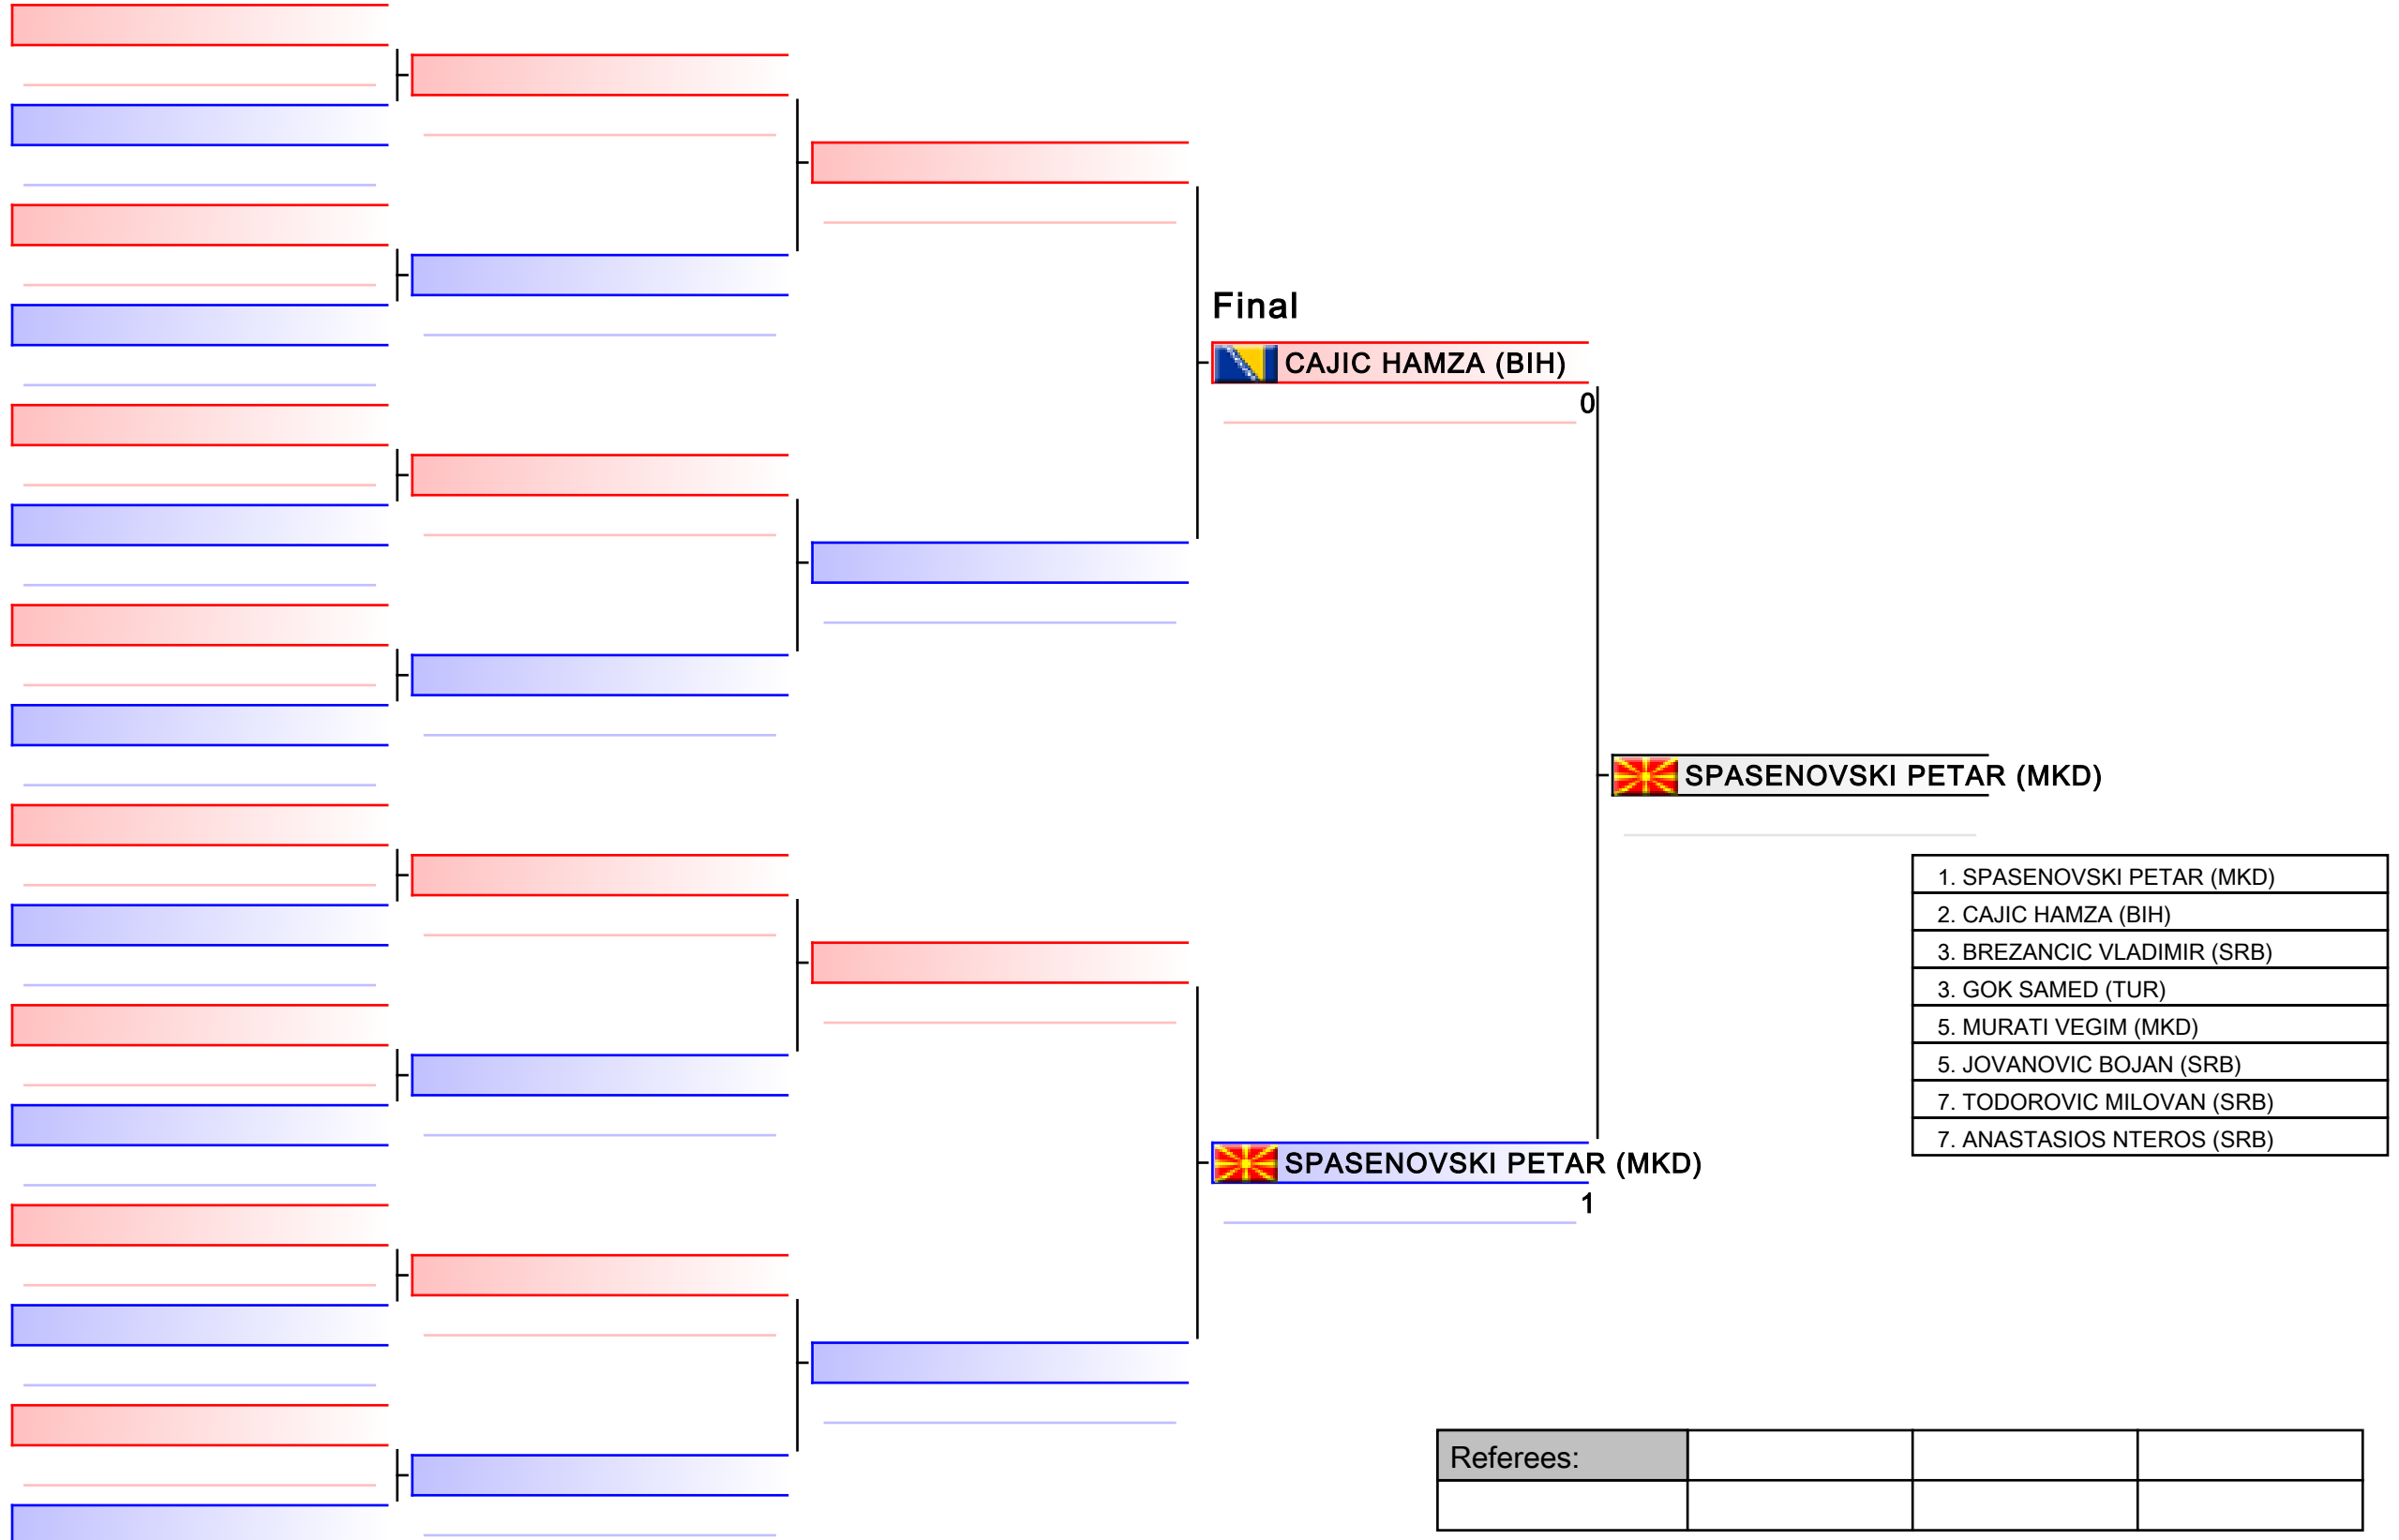 Final
CAJIC HAMZA (BIH)
0
SPASENOVSKI PETAR (MKD)
1. SPASENOVSKI PETAR (MKD)
2. CAJIC HAMZA (BIH)
3. BREZANCIC VLADIMIR (SRB)
3. GOK SAMED (TUR)
5. MURATI VEGIM (MKD)
5. JOVANOVIC BOJAN (SRB)
7. TODOROVIC MILOVAN (SRB)
7. ANASTASIOS NTEROS (SRB)
SPASENOVSKI PETAR (MKD)
1
Referees: